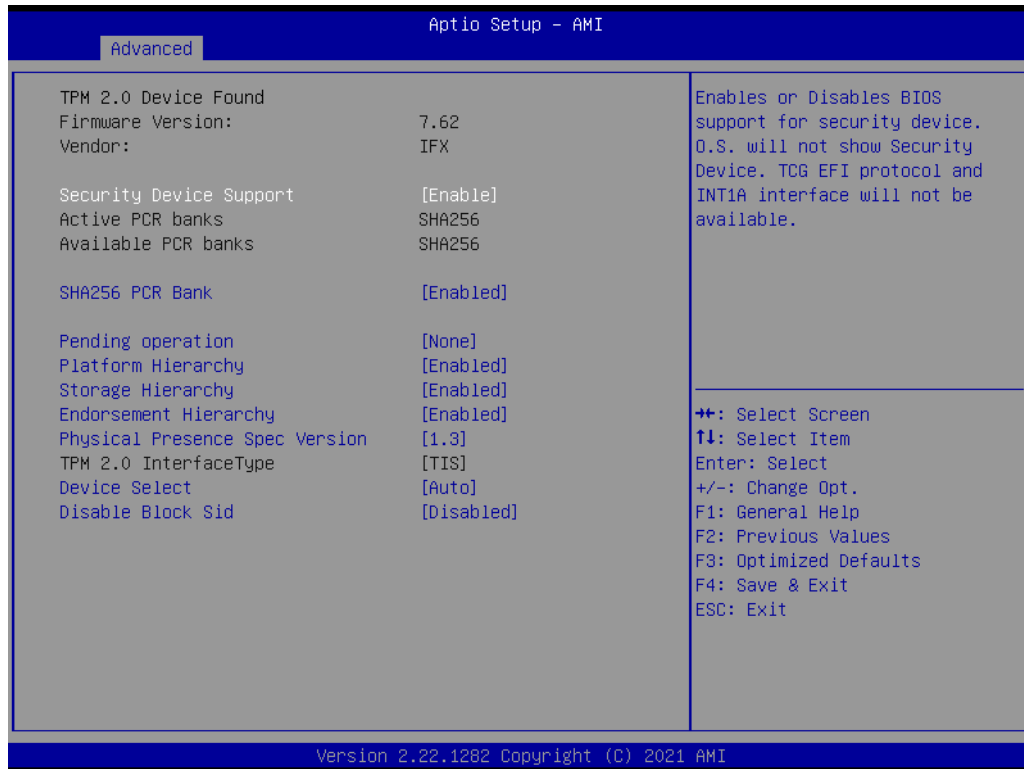 Aptio Setup – AMI
Advanced
TPM 2.0 Device Found
Firmware Version: 7.62
Vendor: IFX
Security Device Support [Enable]
Active PCR banks SHA256
Available PCR banks SHA256
SHA256 PCR Bank [Enabled]
Pending operation [None]
Platform Hierarchy [Enabled]
Storage Hierarchy [Enabled]
Endorsement Hierarchy [Enabled]
Physical Presence Spec Version [1.3]
TPM 2.0 InterfaceType [TIS]
Device Select [Auto]
Disable Block Sid [Disabled]
Enables or Disables BIOS
support for security device.
O.S. will not show Security
Device. TCG EFI protocol and
INT1A interface will not be
available.
→←: Select Screen
↑↓: Select Item
Enter: Select
+/-: Change Opt.
F1: General Help
F2: Previous Values
F3: Optimized Defaults
F4: Save & Exit
ESC: Exit
Version 2.22.1282 Copyright (C) 2021 AMI